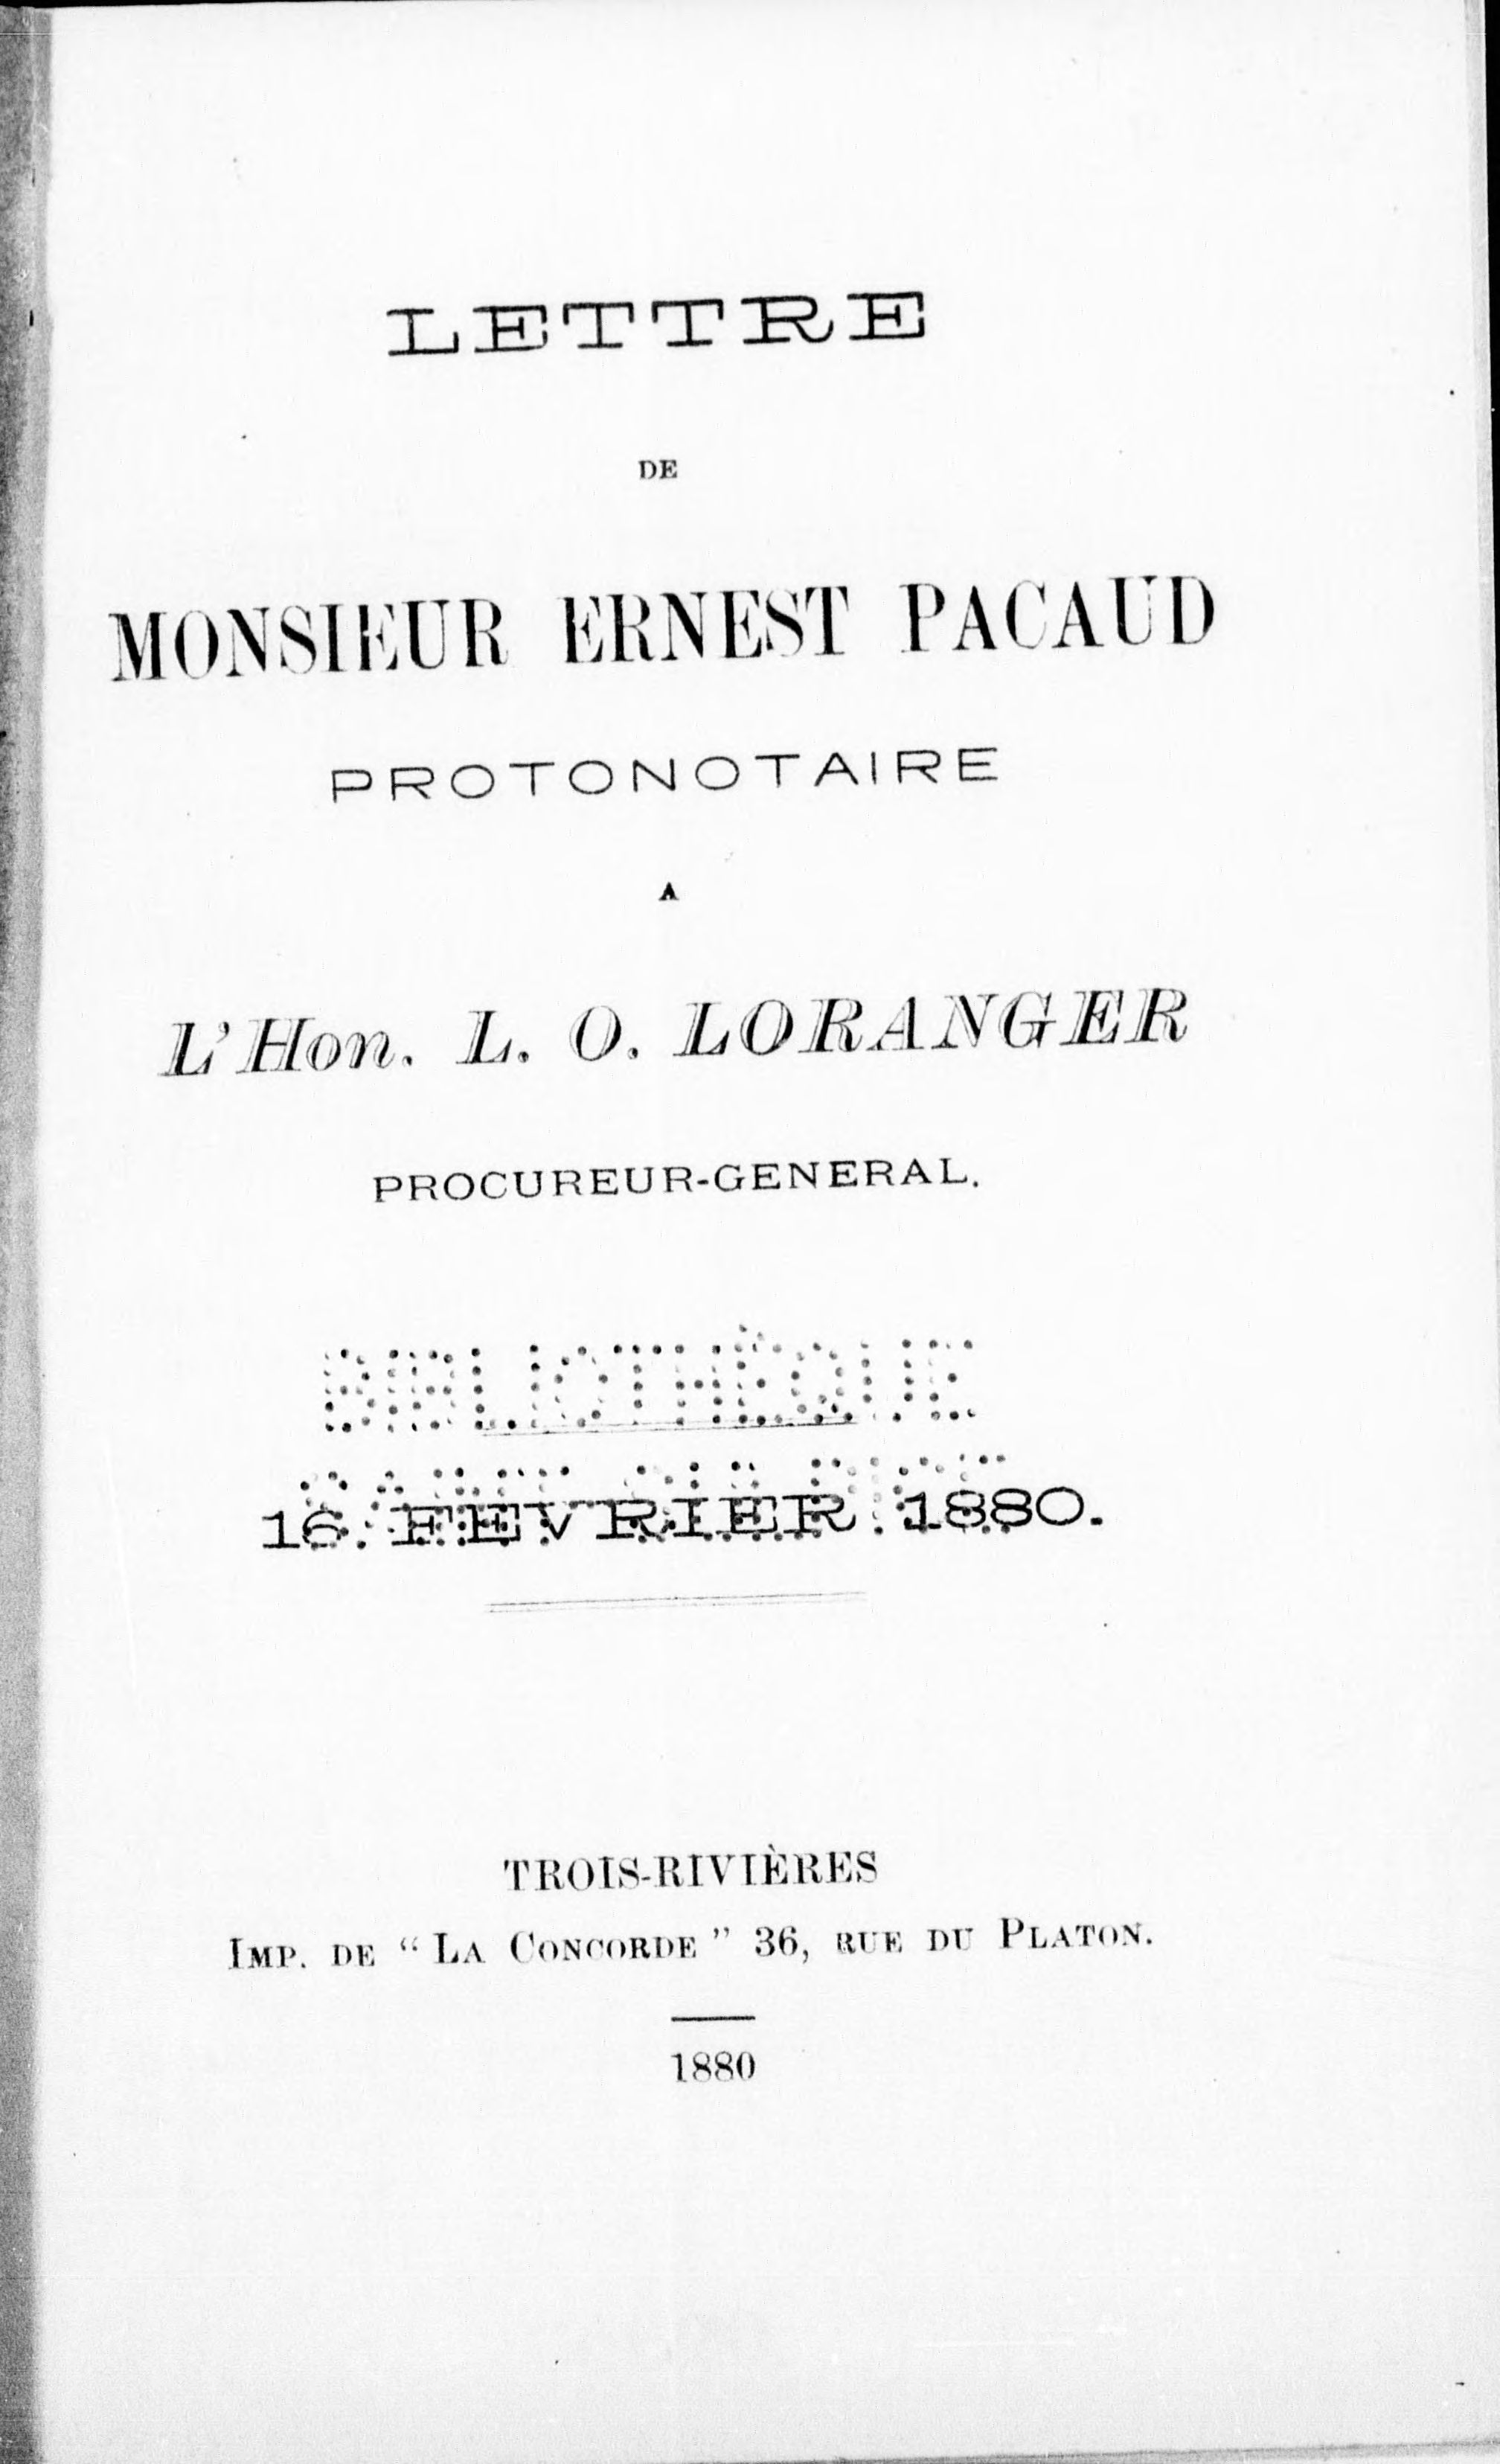 LETTRE
DE
MONSIEUR ERNEST PACAUD
PROTONOTAIRE
A
L'Hon. L. O. LORANGER
PROCUREUR-GENERAL.
BIBLIOTHÈQUE
16 FEVRIER 1880.
TROIS-RIVIÈRES
IMP. DE “ LA CONCORDE ” 36, RUE DU PLATON.
1880